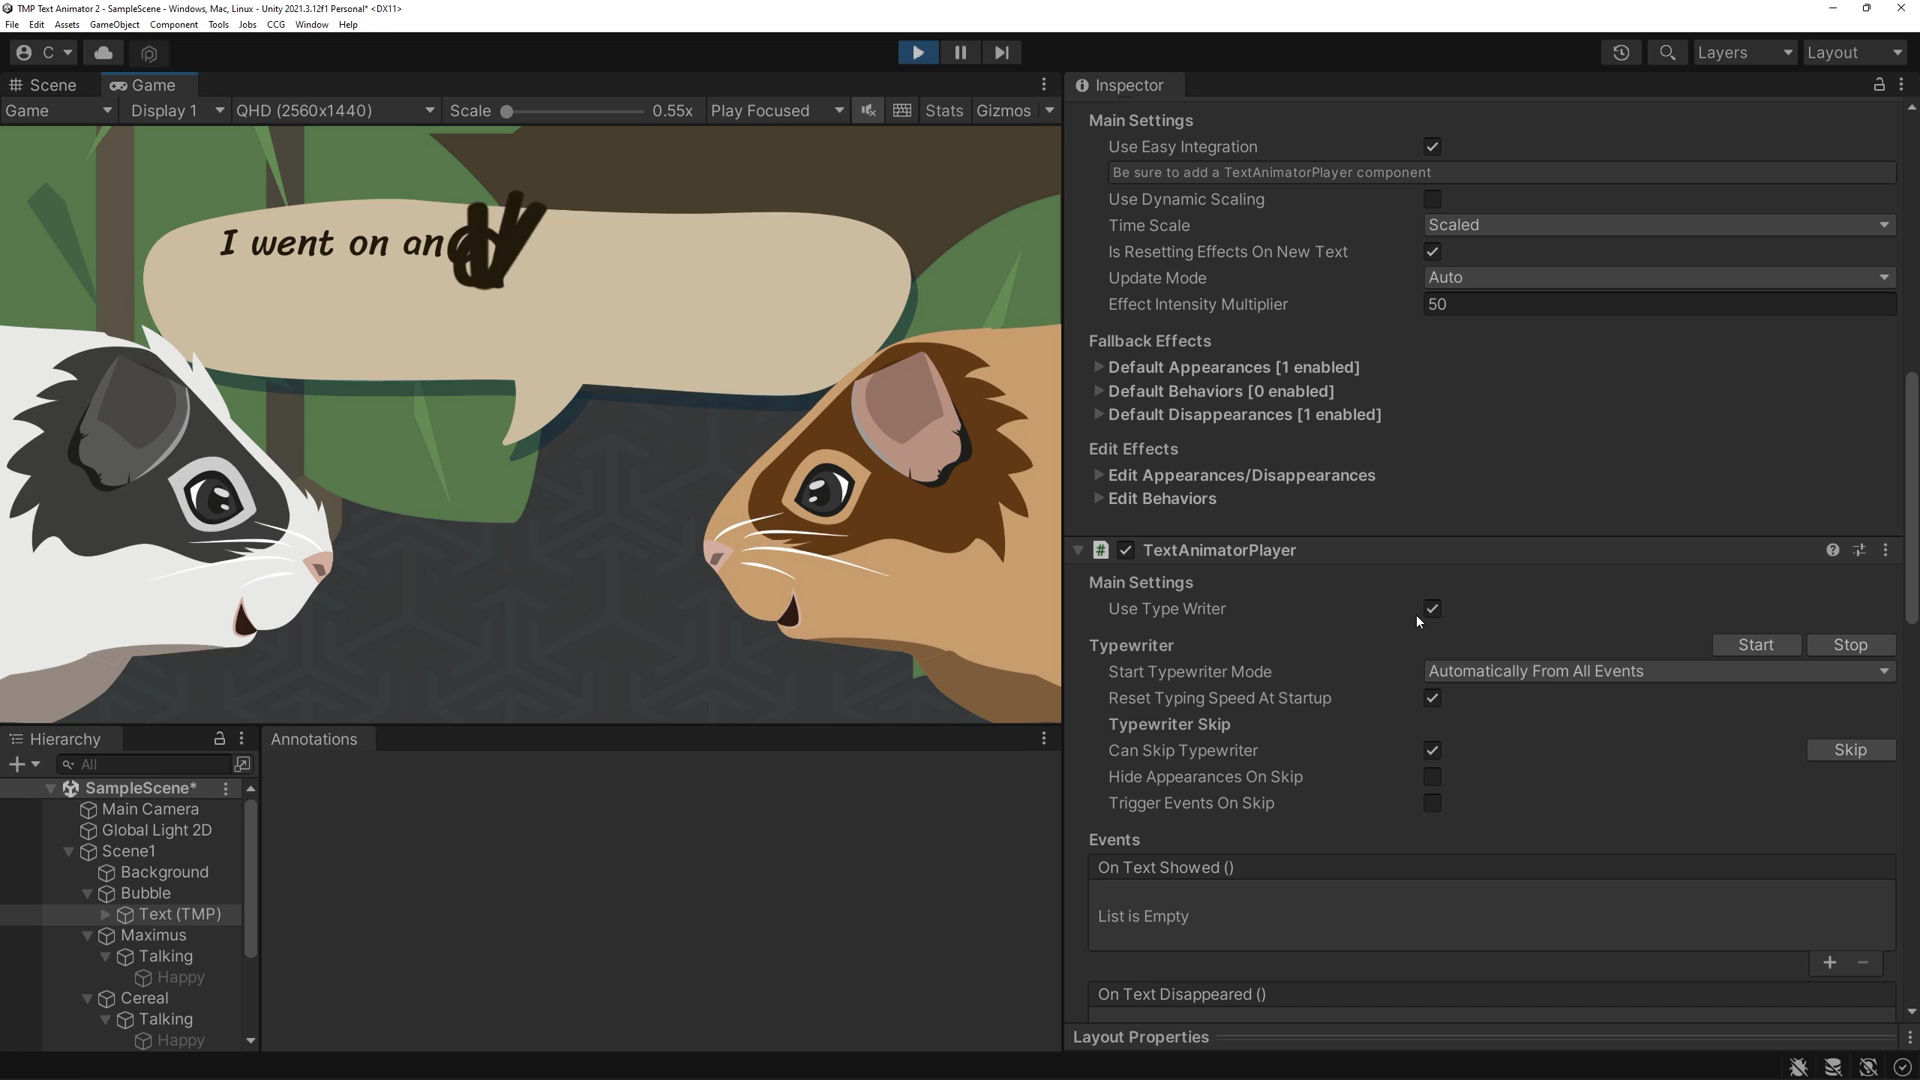 TMP Text Animator 2 - SampleScene - Windows, Mac, Linux - Unity 2021.3.12f1 Personal* <DX11>
File Edit Assets GameObject Component Tools Jobs CCG Window Help
C Layers Layout
Scene Game Inspector
Game Display 1 QHD (2560x1440) Scale 0.55x Play Focused Stats Gizmos
I went on an
Main Settings
Use Easy Integration
Be sure to add a TextAnimatorPlayer component
Use Dynamic Scaling
Time Scale Scaled
Is Resetting Effects On New Text
Update Mode Auto
Effect Intensity Multiplier 50
Fallback Effects
Default Appearances [1 enabled]
Default Behaviors [0 enabled]
Default Disappearances [1 enabled]
Edit Effects
Edit Appearances/Disappearances
Edit Behaviors
# TextAnimatorPlayer
Main Settings
Use Type Writer
Typewriter Start Stop
Start Typewriter Mode Automatically From All Events
Reset Typing Speed At Startup
Typewriter Skip
Can Skip Typewriter Skip
Hide Appearances On Skip
Trigger Events On Skip
Events
On Text Showed ()
List is Empty
+ −
On Text Disappeared ()
Layout Properties
Hierarchy Annotations
+ All
SampleScene*
Main Camera
Global Light 2D
Scene1
Background
Bubble
Text (TMP)
Maximus
Talking
Happy
Cereal
Talking
Happy